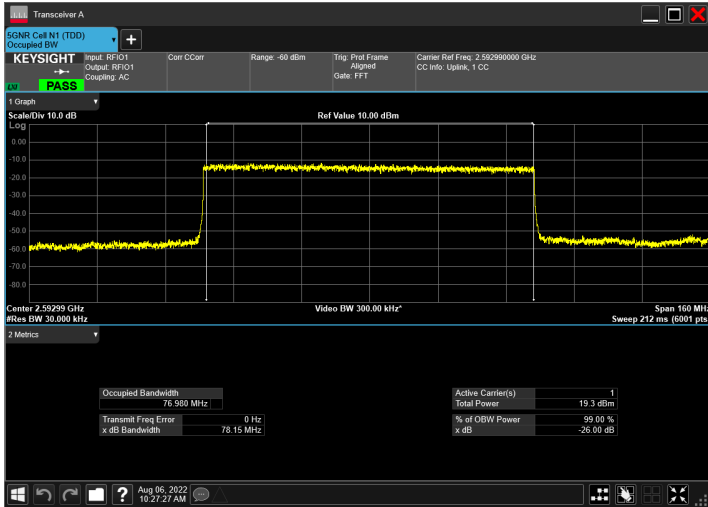 Transceiver A
5GNR Cell N1 (TDD)
Occupied BW
KEYSIGHT
Input: RFIO1
Output: RFIO1
Coupling: AC
Corr CCorr
Range: -60 dBm
Trig: Prof Frame
Aligned
Gate: FFT
Carrier Ref Freq: 2.592990000 GHz
CC Info: Uplink, 1 CC
LXI
PASS
1 Graph
Scale/Div 10.0 dB
Ref Value 10.00 dBm
Log
0.00
-10.0
-20.0
-30.0
-40.0
-50.0
-60.0
-70.0
-80.0
Center 2.59299 GHz
Video BW 300.00 kHz*
Span 160 MHz
#Res BW 30.000 kHz
Sweep 212 ms (6001 pts
2 Metrics
Occupied Bandwidth
76.980 MHz
Transmit Freq Error 0 Hz
x dB Bandwidth 78.15 MHz
Active Carrier(s) 1
Total Power 19.3 dBm
% of OBW Power 99.00 %
x dB -26.00 dB
?
Aug 06, 2022
10:27:27 AM